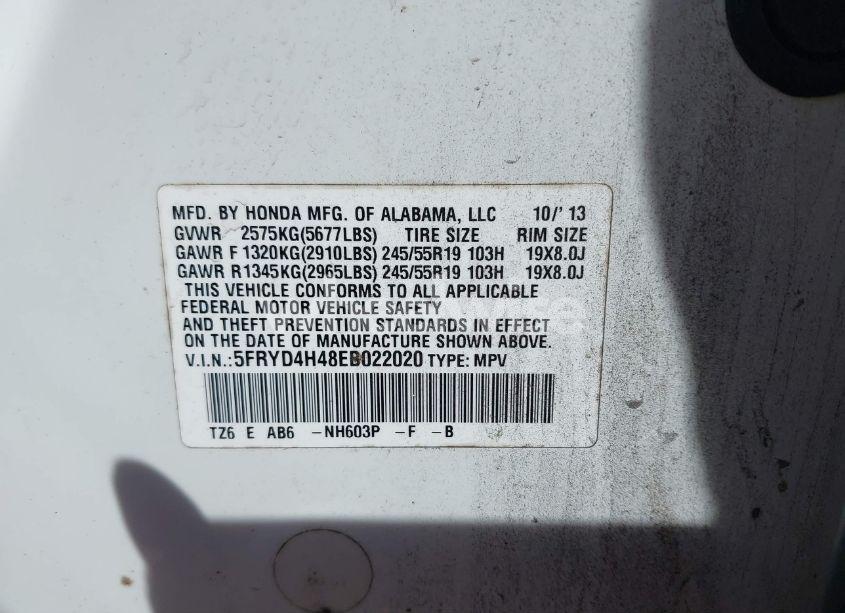 MFD. BY HONDA MFG. OF ALABAMA, LLC 10/'13
GVWR 2575KG(5677LBS) TIRE SIZE RIM SIZE
GAWR F 1320KG(2910LBS) 245/55R19 103H 19X8.0J
GAWR R1345KG(2965LBS) 245/55R19 103H 19X8.0J
THIS VEHICLE CONFORMS TO ALL APPLICABLE
FEDERAL MOTOR VEHICLE SAFETY
AND THEFT PREVENTION STANDARDS IN EFFECT
ON THE DATE OF MANUFACTURE SHOWN ABOVE.
V.I.N.:5FRYD4H48EB022020 TYPE: MPV
TZ6 E AB6 -NH603P -F -B